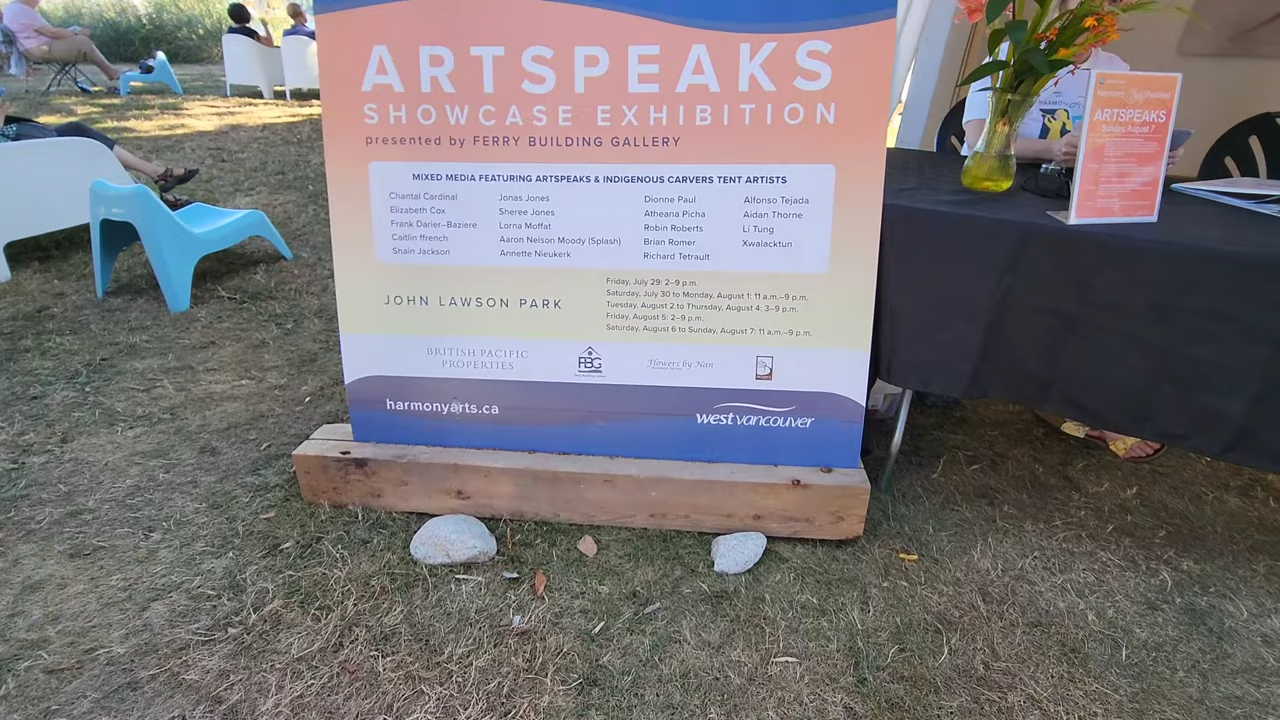 ARTSPEAKS
SHOWCASE EXHIBITION
presented by FERRY BUILDING GALLERY
MIXED MEDIA FEATURING ARTSPEAKS & INDIGENOUS CARVERS TENT ARTISTS
Chantal Cardinal
Elizabeth Cox
Frank Darier-Baziere
Caitlin ffrench
Shain Jackson
Jonas Jones
Sheree Jones
Lorna Moffat
Aaron Nelson Moody (Splash)
Annette Nieukerk
Dionne Paul
Atheana Picha
Robin Roberts
Brian Romer
Richard Tetrault
Alfonso Tejada
Aidan Thorne
Li Tung
Xwalacktun
JOHN LAWSON PARK
Friday, July 29: 2–9 p.m.
Saturday, July 30 to Monday, August 1: 11 a.m.–9 p.m.
Tuesday, August 2 to Thursday, August 4: 3–9 p.m.
Friday, August 5: 2–9 p.m.
Saturday, August 6 to Sunday, August 7: 11 a.m.–9 p.m.
BRITISH PACIFIC
PROPERTIES
FBG
Flowers by Nan
harmonyarts.ca
westvancouver
ARTSPEAKS
Sunday, August 7